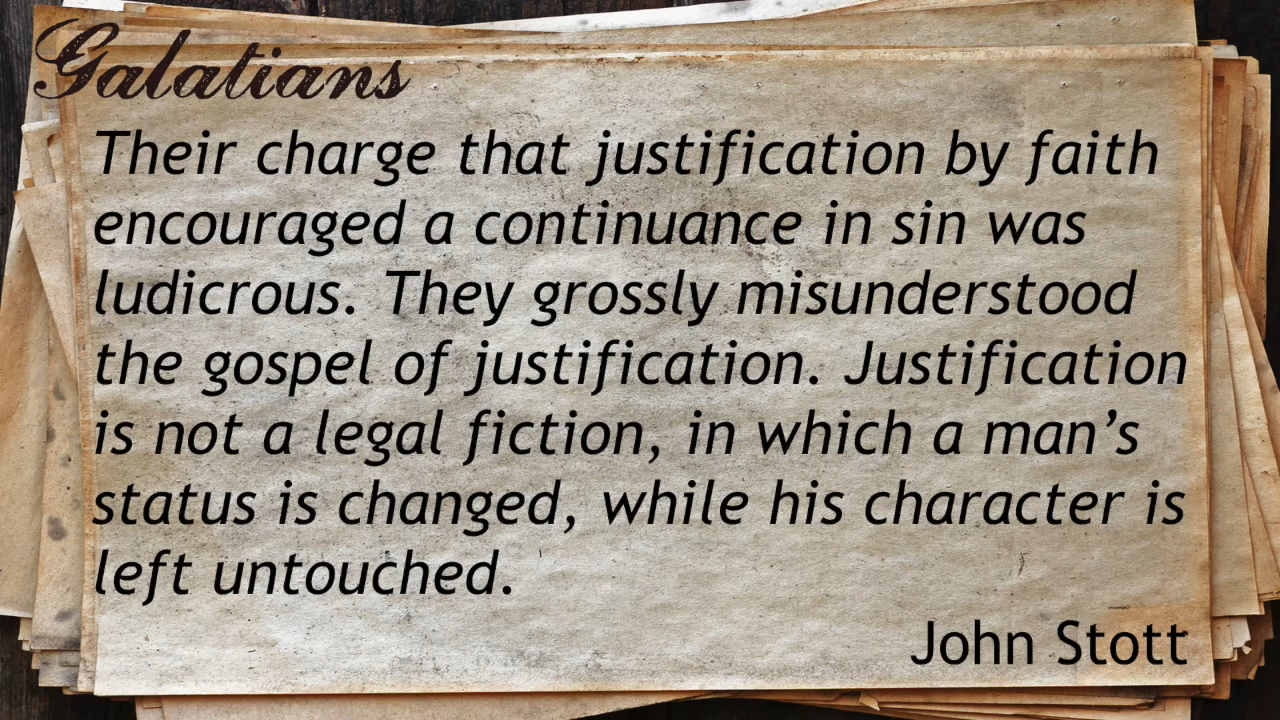 Galatians
Their charge that justification by faith
encouraged a continuance in sin was
ludicrous. They grossly misunderstood
the gospel of justification. Justification
is not a legal fiction, in which a man’s
status is changed, while his character is
left untouched.
John Stott